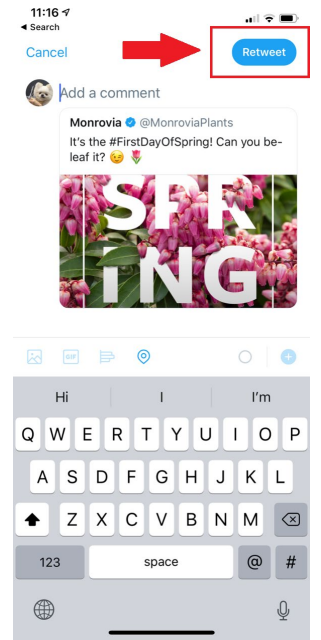 11:16
Search
Cancel
Retweet
Add a comment
Monrovia @MonroviaPlants
It's the #FirstDayOfSpring! Can you be-
leaf it? 😉 🌷
SPR
ING
GIF
Hi I I'm
Q W E R T Y U I O P
A S D F G H J K L
Z X C V B N M
123 space @ #